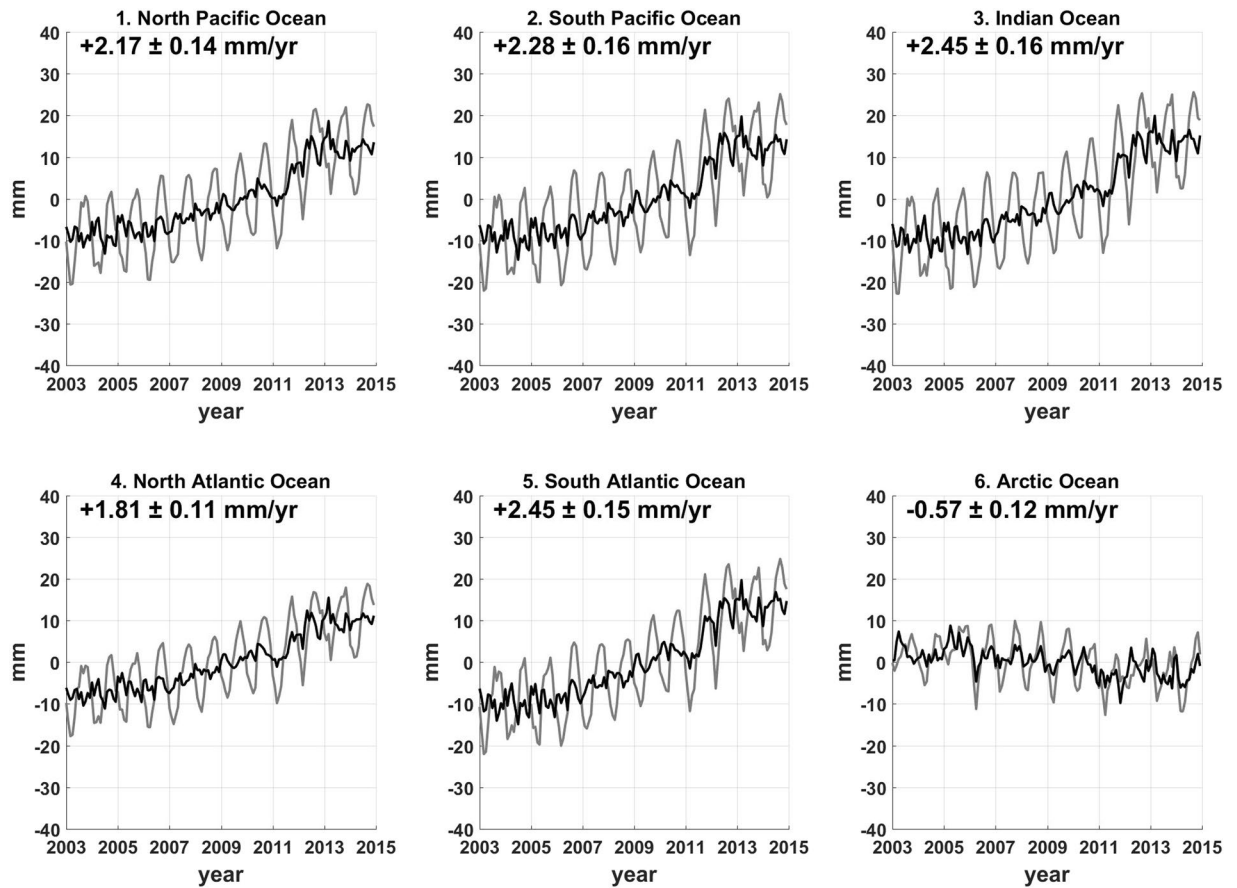 1. North Pacific Ocean
+2.17 ± 0.14 mm/yr
40
30
20
10
0
-10
-20
-30
-40
mm
2003 2005 2007 2009 2011 2013 2015
year
2. South Pacific Ocean
+2.28 ± 0.16 mm/yr
40
30
20
10
0
-10
-20
-30
-40
mm
2003 2005 2007 2009 2011 2013 2015
year
3. Indian Ocean
+2.45 ± 0.16 mm/yr
40
30
20
10
0
-10
-20
-30
-40
mm
2003 2005 2007 2009 2011 2013 2015
year
4. North Atlantic Ocean
+1.81 ± 0.11 mm/yr
40
30
20
10
0
-10
-20
-30
-40
mm
2003 2005 2007 2009 2011 2013 2015
year
5. South Atlantic Ocean
+2.45 ± 0.15 mm/yr
40
30
20
10
0
-10
-20
-30
-40
mm
2003 2005 2007 2009 2011 2013 2015
year
6. Arctic Ocean
-0.57 ± 0.12 mm/yr
40
30
20
10
0
-10
-20
-30
-40
mm
2003 2005 2007 2009 2011 2013 2015
year